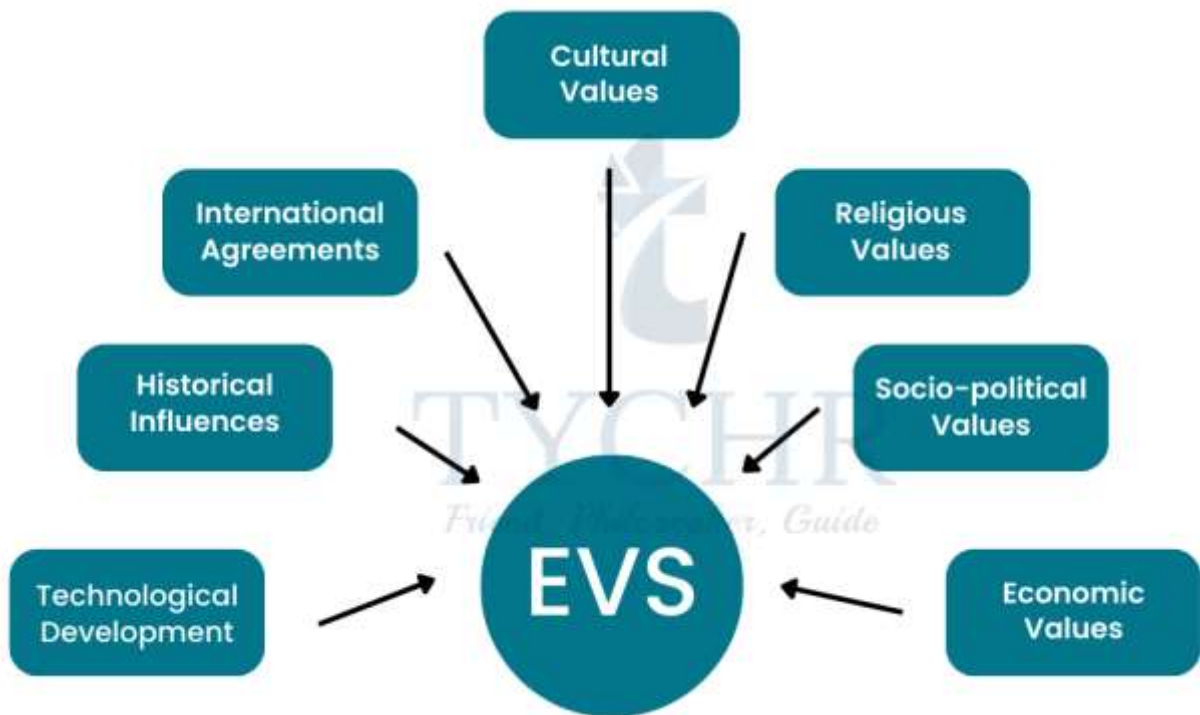 Cultural
Values
International
Agreements
Religious
Values
Historical
Influences
Socio-political
Values
TYCHR
Friend, Philosopher, Guide
EVS
Technological
Development
Economic
Values